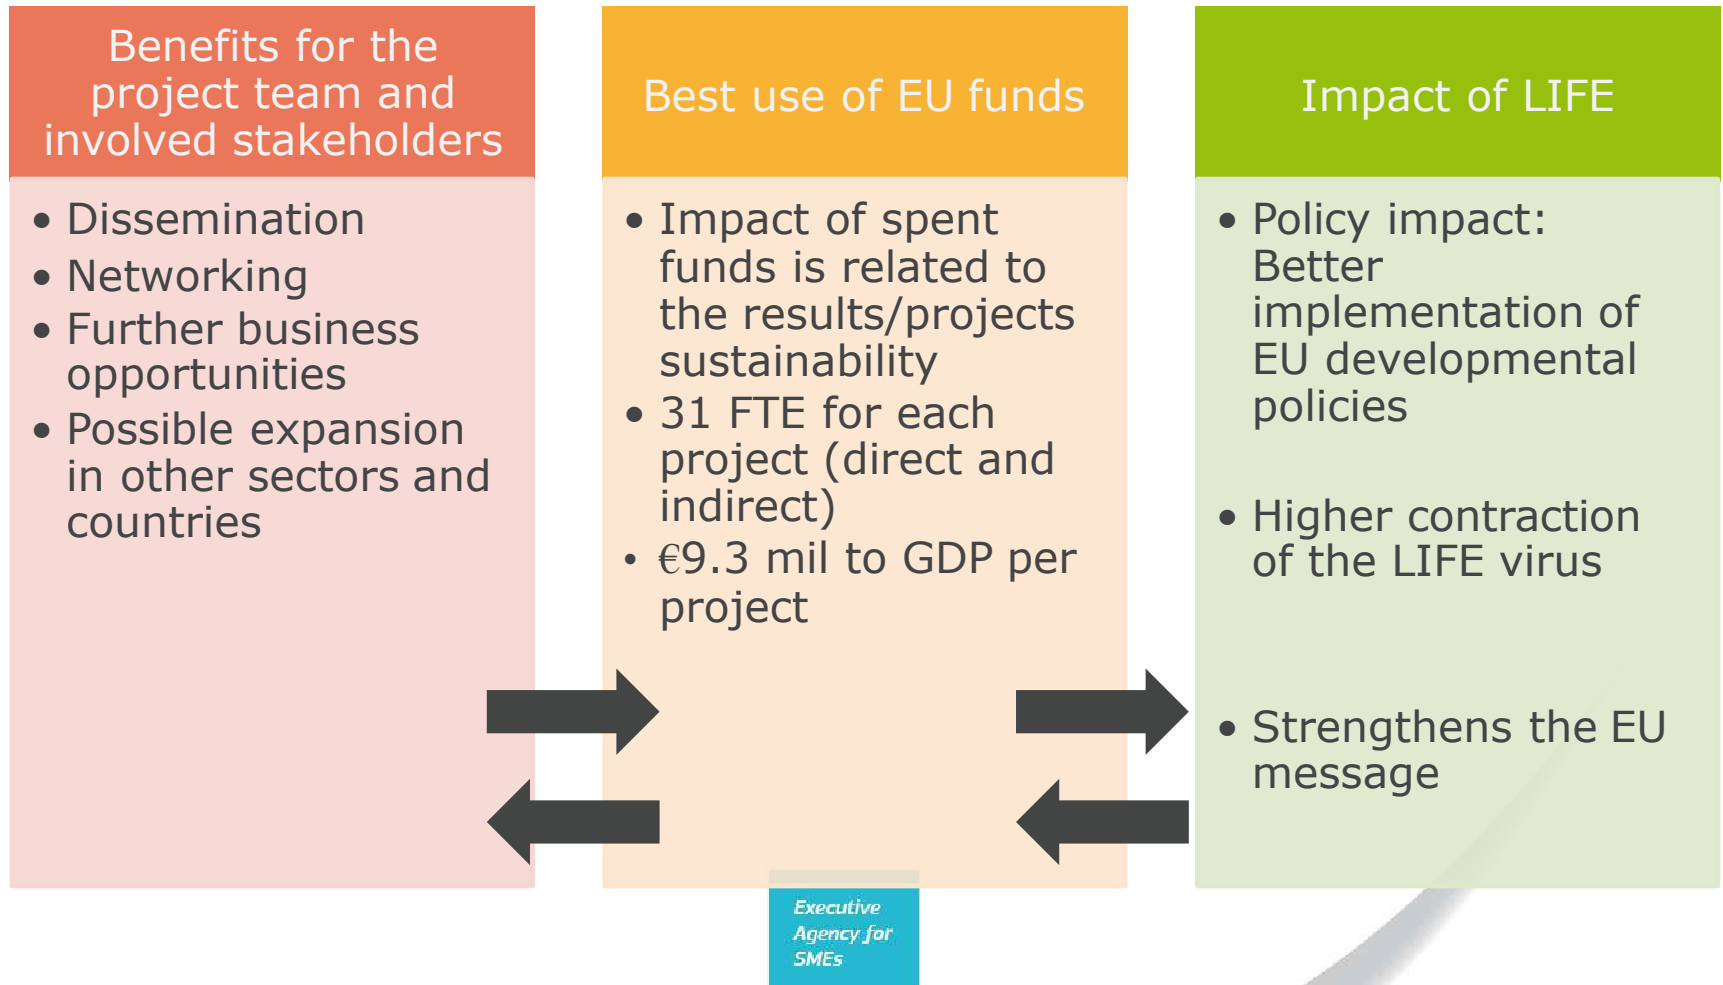 Benefits for the
project team and
involved stakeholders
• Dissemination
• Networking
• Further business
opportunities
• Possible expansion
in other sectors and
countries
Best use of EU funds
• Impact of spent
funds is related to
the results/projects
sustainability
• 31 FTE for each
project (direct and
indirect)
• €9.3 mil to GDP per
project
Impact of LIFE
• Policy impact:
Better
implementation of
EU developmental
policies
• Higher contraction
of the LIFE virus
• Strengthens the EU
message
Executive
Agency for
SMEs